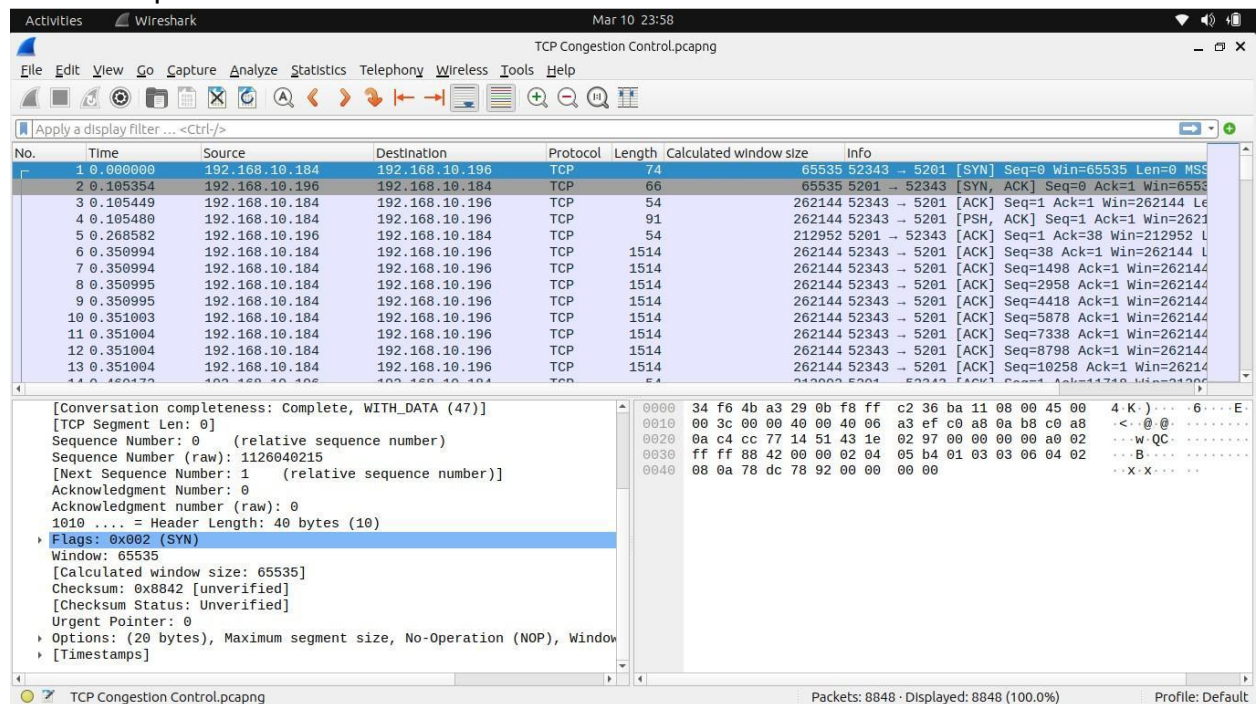 Activities Wireshark Mar 10 23:58
TCP Congestion Control.pcapng
File Edit View Go Capture Analyze Statistics Telephony Wireless Tools Help
Apply a display filter ... <Ctrl-/>
No. Time Source Destination Protocol Length Calculated window size Info
1 0.000000 192.168.10.184 192.168.10.196 TCP 74 65535 52343 → 5201 [SYN] Seq=0 Win=65535 Len=0 MSS
2 0.105354 192.168.10.196 192.168.10.184 TCP 66 65535 5201 → 52343 [SYN, ACK] Seq=0 Ack=1 Win=6553
3 0.105449 192.168.10.184 192.168.10.196 TCP 54 262144 52343 → 5201 [ACK] Seq=1 Ack=1 Win=262144 Le
4 0.105480 192.168.10.184 192.168.10.196 TCP 91 262144 52343 → 5201 [PSH, ACK] Seq=1 Ack=1 Win=2621
5 0.268582 192.168.10.196 192.168.10.184 TCP 54 212952 5201 → 52343 [ACK] Seq=1 Ack=38 Win=212952 L
6 0.350994 192.168.10.184 192.168.10.196 TCP 1514 262144 52343 → 5201 [ACK] Seq=38 Ack=1 Win=262144 L
7 0.350994 192.168.10.184 192.168.10.196 TCP 1514 262144 52343 → 5201 [ACK] Seq=1498 Ack=1 Win=262144
8 0.350995 192.168.10.184 192.168.10.196 TCP 1514 262144 52343 → 5201 [ACK] Seq=2958 Ack=1 Win=262144
9 0.350995 192.168.10.184 192.168.10.196 TCP 1514 262144 52343 → 5201 [ACK] Seq=4418 Ack=1 Win=262144
10 0.351003 192.168.10.184 192.168.10.196 TCP 1514 262144 52343 → 5201 [ACK] Seq=5878 Ack=1 Win=262144
11 0.351004 192.168.10.184 192.168.10.196 TCP 1514 262144 52343 → 5201 [ACK] Seq=7338 Ack=1 Win=262144
12 0.351004 192.168.10.184 192.168.10.196 TCP 1514 262144 52343 → 5201 [ACK] Seq=8798 Ack=1 Win=262144
13 0.351004 192.168.10.184 192.168.10.196 TCP 1514 262144 52343 → 5201 [ACK] Seq=10258 Ack=1 Win=26214
[Conversation completeness: Complete, WITH_DATA (47)]
[TCP Segment Len: 0]
Sequence Number: 0 (relative sequence number)
Sequence Number (raw): 1126040215
[Next Sequence Number: 1 (relative sequence number)]
Acknowledgment Number: 0
Acknowledgment number (raw): 0
1010 .... = Header Length: 40 bytes (10)
Flags: 0x002 (SYN)
Window: 65535
[Calculated window size: 65535]
Checksum: 0x8842 [unverified]
[Checksum Status: Unverified]
Urgent Pointer: 0
Options: (20 bytes), Maximum segment size, No-Operation (NOP), Window
[Timestamps]
0000 34 f6 4b a3 29 0b f8 ff c2 36 ba 11 08 00 45 00 4·K·)··· ·6····E·
0010 00 3c 00 00 40 00 40 06 a3 ef c0 a8 0a b8 c0 a8 ·<··@·@· ········
0020 0a c4 cc 77 14 51 43 1e 02 97 00 00 00 00 a0 02 ···w·QC· ········
0030 ff ff 88 42 00 00 02 04 05 b4 01 03 03 06 04 02 ···B···· ········
0040 08 0a 78 dc 78 92 00 00 00 00 ··x·x··· ··
TCP Congestion Control.pcapng Packets: 8848 · Displayed: 8848 (100.0%) Profile: Default